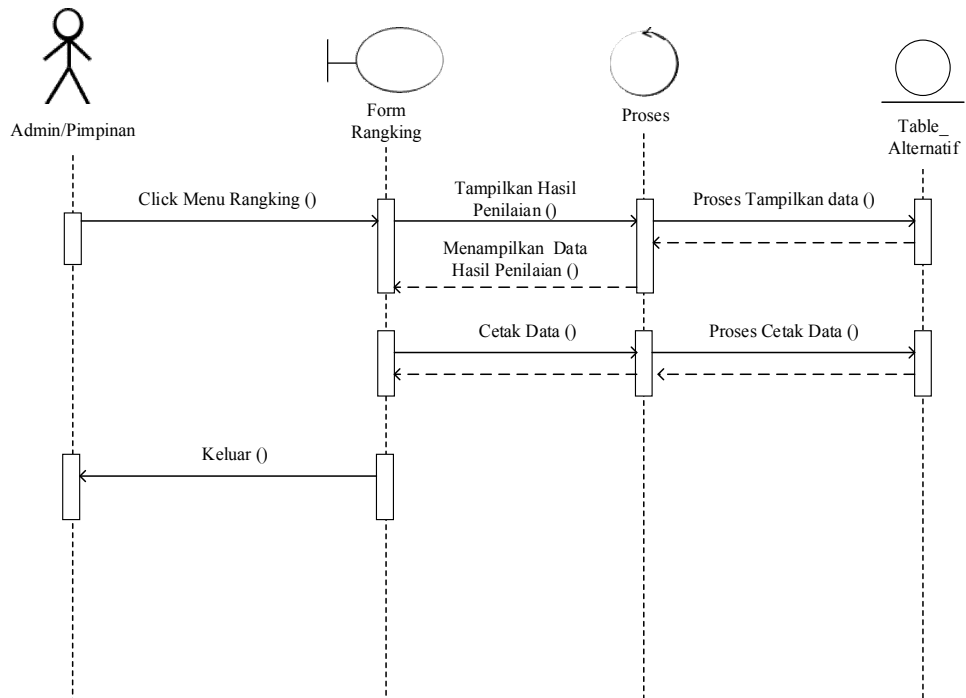 Admin/Pimpinan
Form
Rangking
Proses
Table_
Alternatif
Click Menu Rangking ()
Tampilkan Hasil
Penilaian ()
Proses Tampilkan data ()
Menampilkan Data
Hasil Penilaian ()
Cetak Data ()
Proses Cetak Data ()
Keluar ()